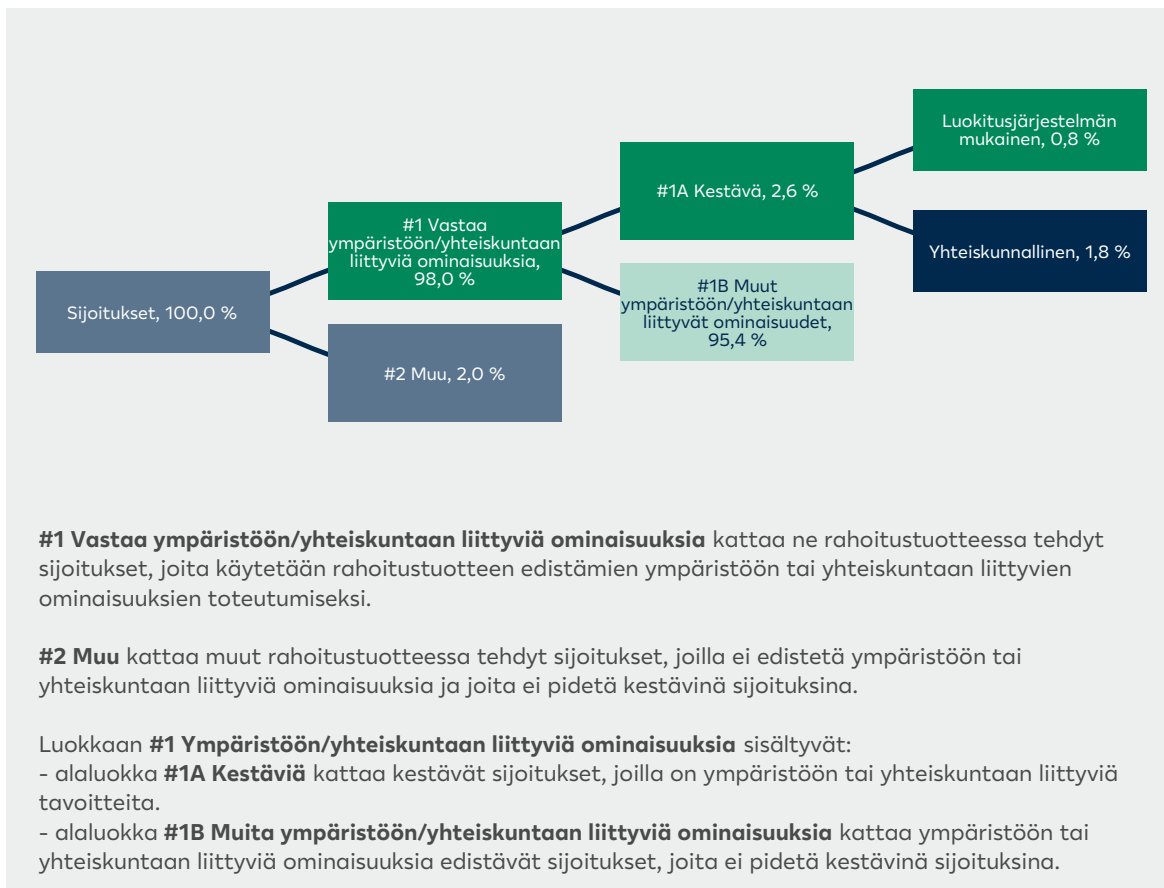 Luokitusjärjestelmän
mukainen, 0,8 %
#1A Kestävä, 2,6 %
#1 Vastaa
ympäristöön/yhteiskuntaan
liittyviä ominaisuuksia,
98,0 %
Yhteiskunnallinen, 1,8 %
#1B Muut
ympäristöön/yhteiskuntaan
liittyvät ominaisuudet,
95,4 %
Sijoitukset, 100,0 %
#2 Muu, 2,0 %
#1 Vastaa ympäristöön/yhteiskuntaan liittyviä ominaisuuksia kattaa ne rahoitustuotteessa tehdyt
sijoitukset, joita käytetään rahoitustuotteen edistämien ympäristöön tai yhteiskuntaan liittyvien
ominaisuuksien toteutumiseksi.
#2 Muu kattaa muut rahoitustuotteessa tehdyt sijoitukset, joilla ei edistetä ympäristöön tai
yhteiskuntaan liittyviä ominaisuuksia ja joita ei pidetä kestävinä sijoituksina.
Luokkaan #1 Ympäristöön/yhteiskuntaan liittyviä ominaisuuksia sisältyvät:
- alaluokka #1A Kestäviä kattaa kestävät sijoitukset, joilla on ympäristöön tai yhteiskuntaan liittyviä
tavoitteita.
- alaluokka #1B Muita ympäristöön/yhteiskuntaan liittyviä ominaisuuksia kattaa ympäristöön tai
yhteiskuntaan liittyviä ominaisuuksia edistävät sijoitukset, joita ei pidetä kestävinä sijoituksina.